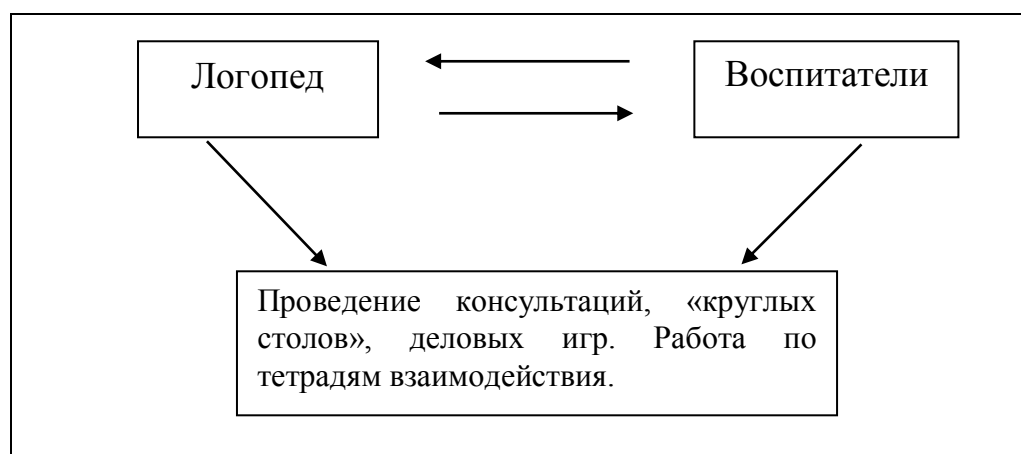 Логопед
Воспитатели
Проведение консультаций, «круглых
столов», деловых игр. Работа по
тетрадям взаимодействия.